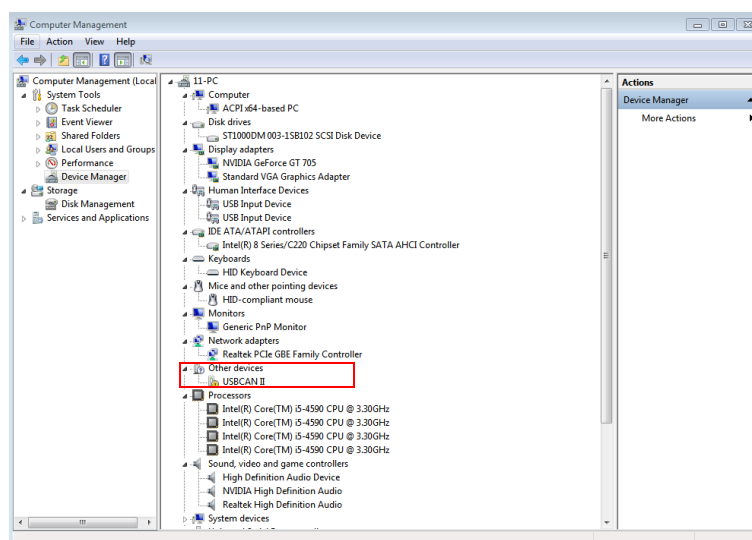 Computer Management
File Action View Help
Computer Management (Local
System Tools
Task Scheduler
Event Viewer
Shared Folders
Local Users and Groups
Performance
Device Manager
Storage
Disk Management
Services and Applications
11-PC
Computer
ACPI x64-based PC
Disk drives
ST1000DM 003-1SB102 SCSI Disk Device
Display adapters
NVIDIA GeForce GT 705
Standard VGA Graphics Adapter
Human Interface Devices
USB Input Device
USB Input Device
IDE ATA/ATAPI controllers
Intel(R) 8 Series/C220 Chipset Family SATA AHCI Controller
Keyboards
HID Keyboard Device
Mice and other pointing devices
HID-compliant mouse
Monitors
Generic PnP Monitor
Network adapters
Realtek PCIe GBE Family Controller
Other devices
USBCAN II
Processors
Intel(R) Core(TM) i5-4590 CPU @ 3.30GHz
Intel(R) Core(TM) i5-4590 CPU @ 3.30GHz
Intel(R) Core(TM) i5-4590 CPU @ 3.30GHz
Intel(R) Core(TM) i5-4590 CPU @ 3.30GHz
Sound, video and game controllers
High Definition Audio Device
NVIDIA High Definition Audio
Realtek High Definition Audio
System devices
Actions
Device Manager
More Actions